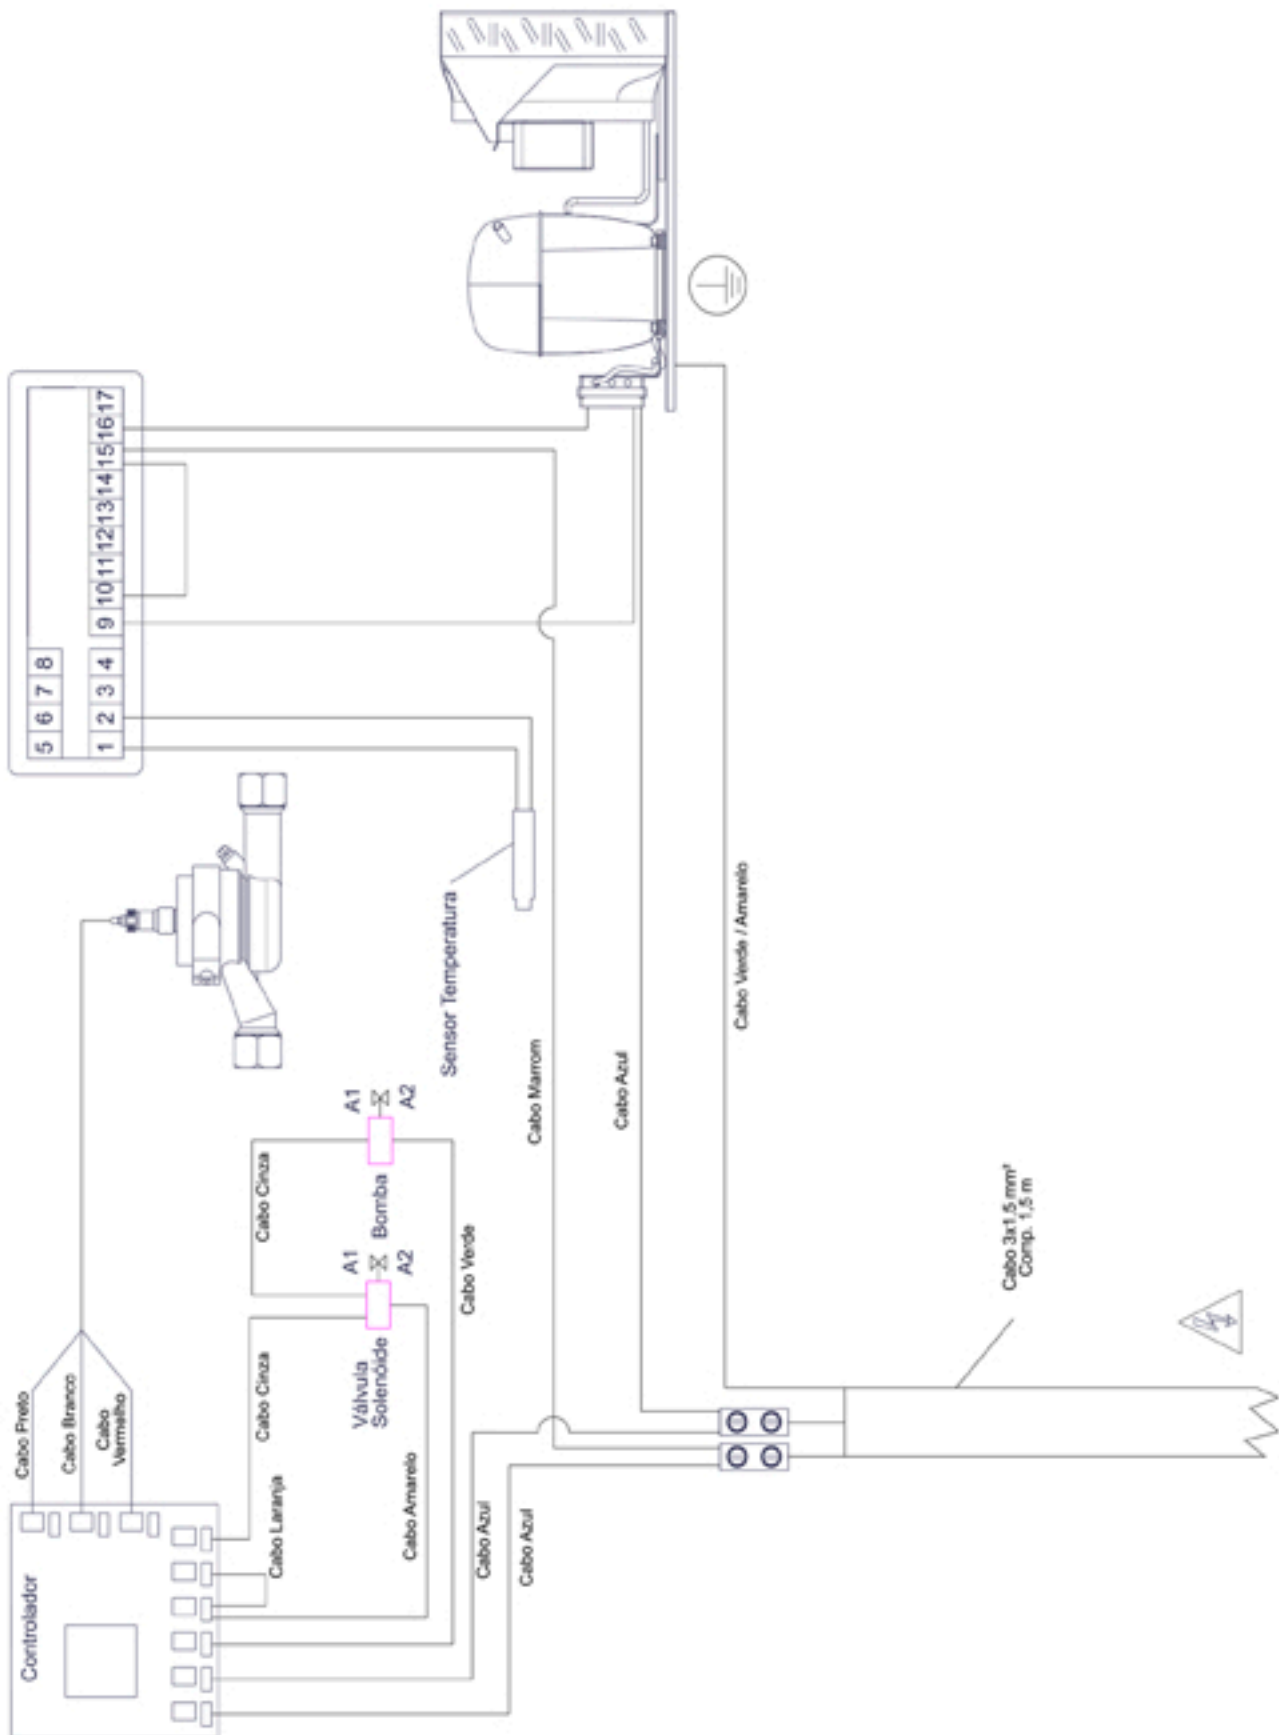 Controlador
Cabo Preto
Cabo Branco
Cabo
Vermelho
Cabo Laranja
Cabo Cinza
Cabo Cinza
Cabo Amarelo
Cabo Verde
Cabo Azul
Cabo Azul
Válvula
Solenóide
A1
A2
Bomba
A1
A2
Sensor Temperatura
5 6 7 8
1 2 3 4 9 10 11 12 13 14 15 16 17
Cabo Marrom
Cabo Azul
Cabo Verde / Amarelo
Cabo 3x1,5 mm²
Comp. 1,5 m